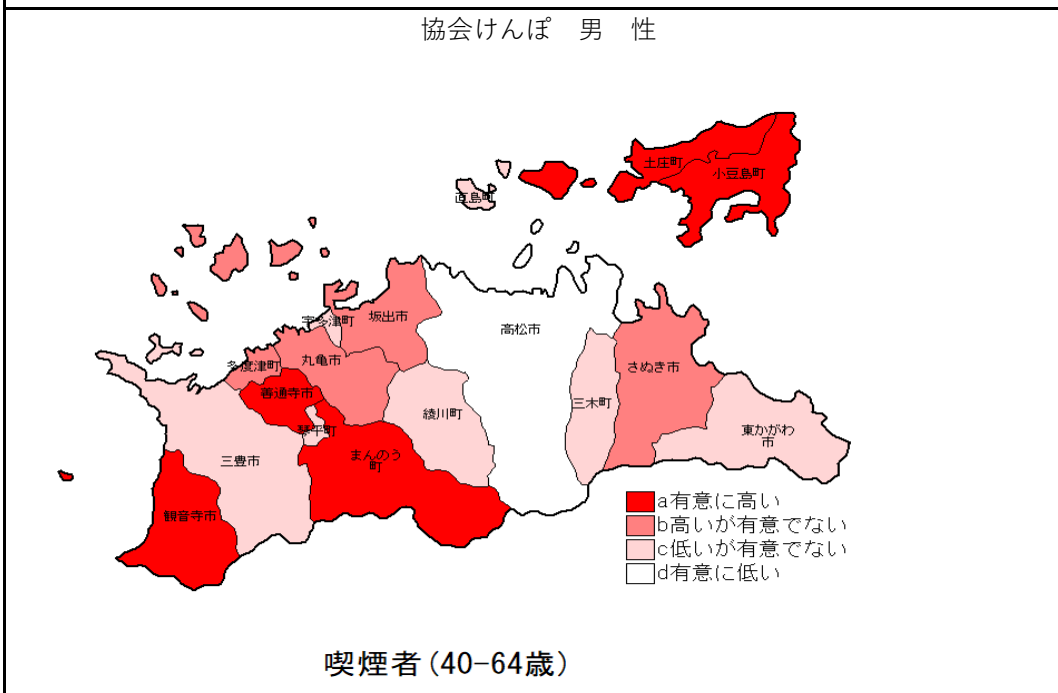 協会けんぽ 男 性
土庄町
小豆島町
直島町
宇多津町
坂出市
高松市
多度津町
丸亀市
さぬき市
善通寺市
三木町
綾川町
琴平町
東かがわ
市
三豊市
まんのう
町
観音寺市
a有意に高い
b高いが有意でない
c低いが有意でない
d有意に低い
喫煙者(40-64歳)